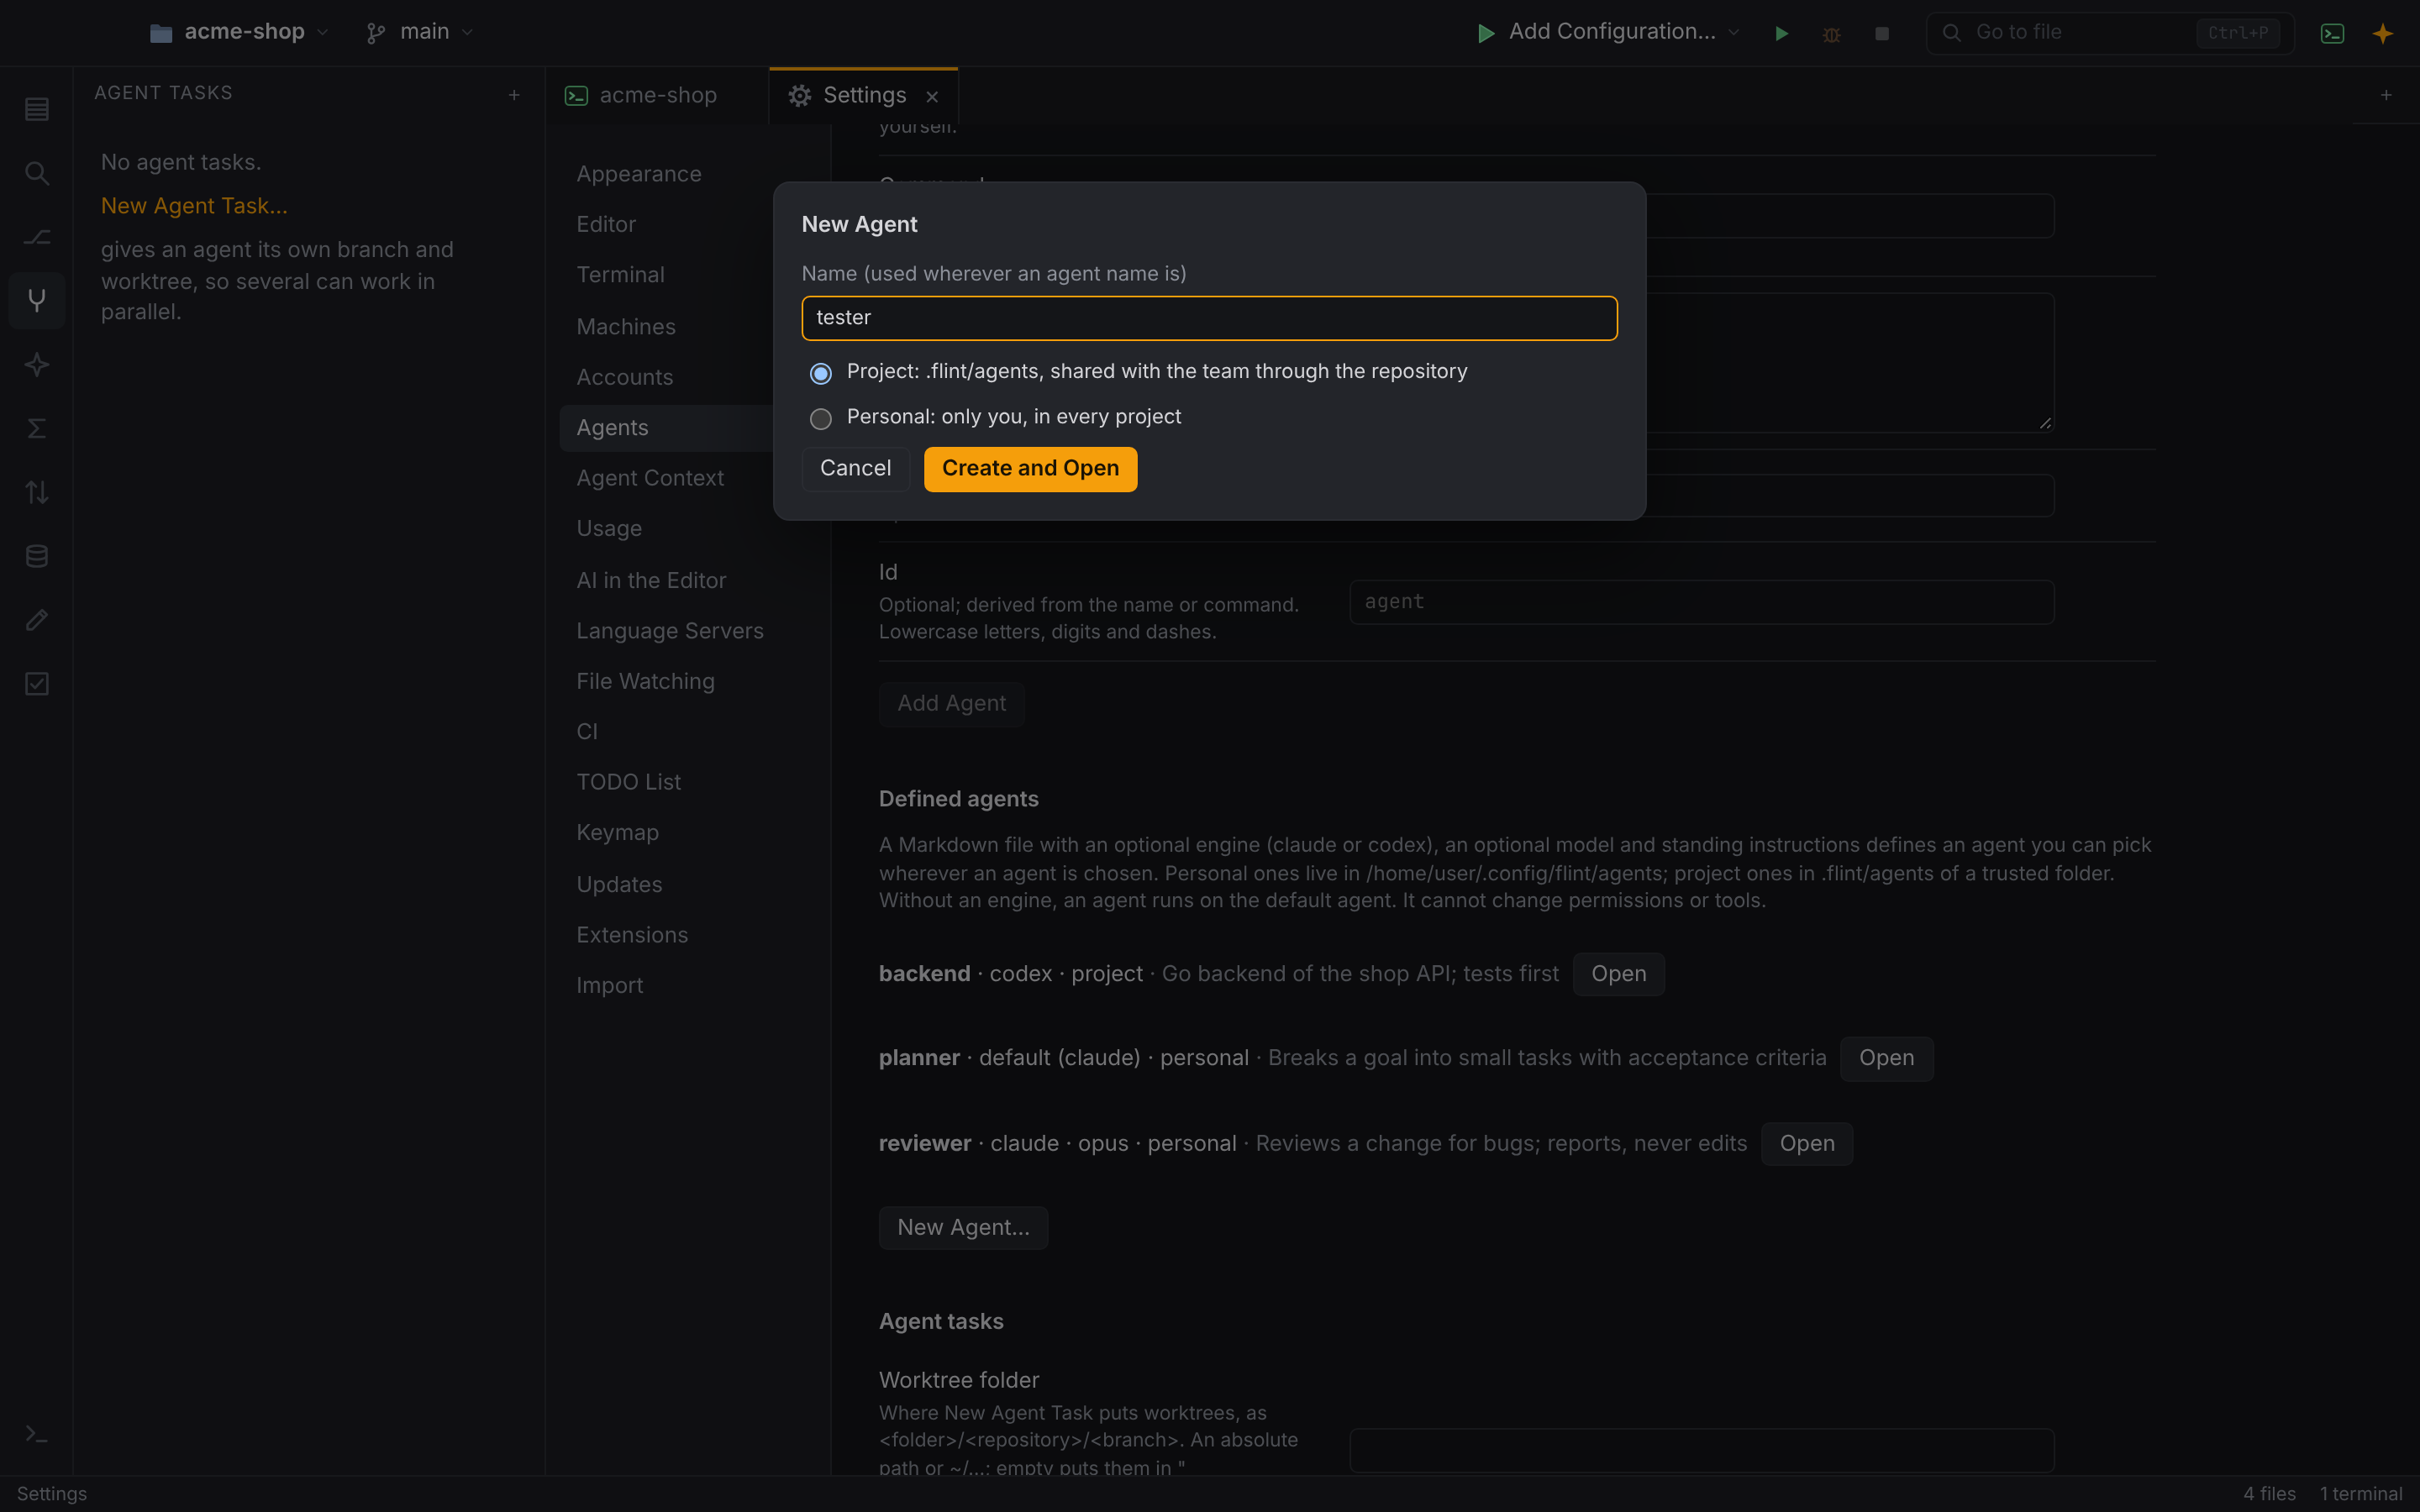 acme-shop
main
Add Configuration...
Go to file
Ctrl+P
AGENT TASKS
+
No agent tasks.
New Agent Task...
gives an agent its own branch and
worktree, so several can work in
parallel.
acme-shop
Settings
+
Appearance
Editor
Terminal
Machines
Accounts
Agents
Agent Context
Usage
AI in the Editor
Language Servers
File Watching
CI
TODO List
Keymap
Updates
Extensions
Import
yourself.
New Agent
Name (used wherever an agent name is)
tester
Project: .flint/agents, shared with the team through the repository
Personal: only you, in every project
Cancel
Create and Open
Id
Optional; derived from the name or command.
Lowercase letters, digits and dashes.
agent
Add Agent
Defined agents
A Markdown file with an optional engine (claude or codex), an optional model and standing instructions defines an agent you can pick
wherever an agent is chosen. Personal ones live in /home/user/.config/flint/agents; project ones in .flint/agents of a trusted folder.
Without an engine, an agent runs on the default agent. It cannot change permissions or tools.
backend · codex · project · Go backend of the shop API; tests first
Open
planner · default (claude) · personal · Breaks a goal into small tasks with acceptance criteria
Open
reviewer · claude · opus · personal · Reviews a change for bugs; reports, never edits
Open
New Agent...
Agent tasks
Worktree folder
Where New Agent Task puts worktrees, as
<folder>/<repository>/<branch>. An absolute
path or ~/...; empty puts them in "
Settings
4 files
1 terminal